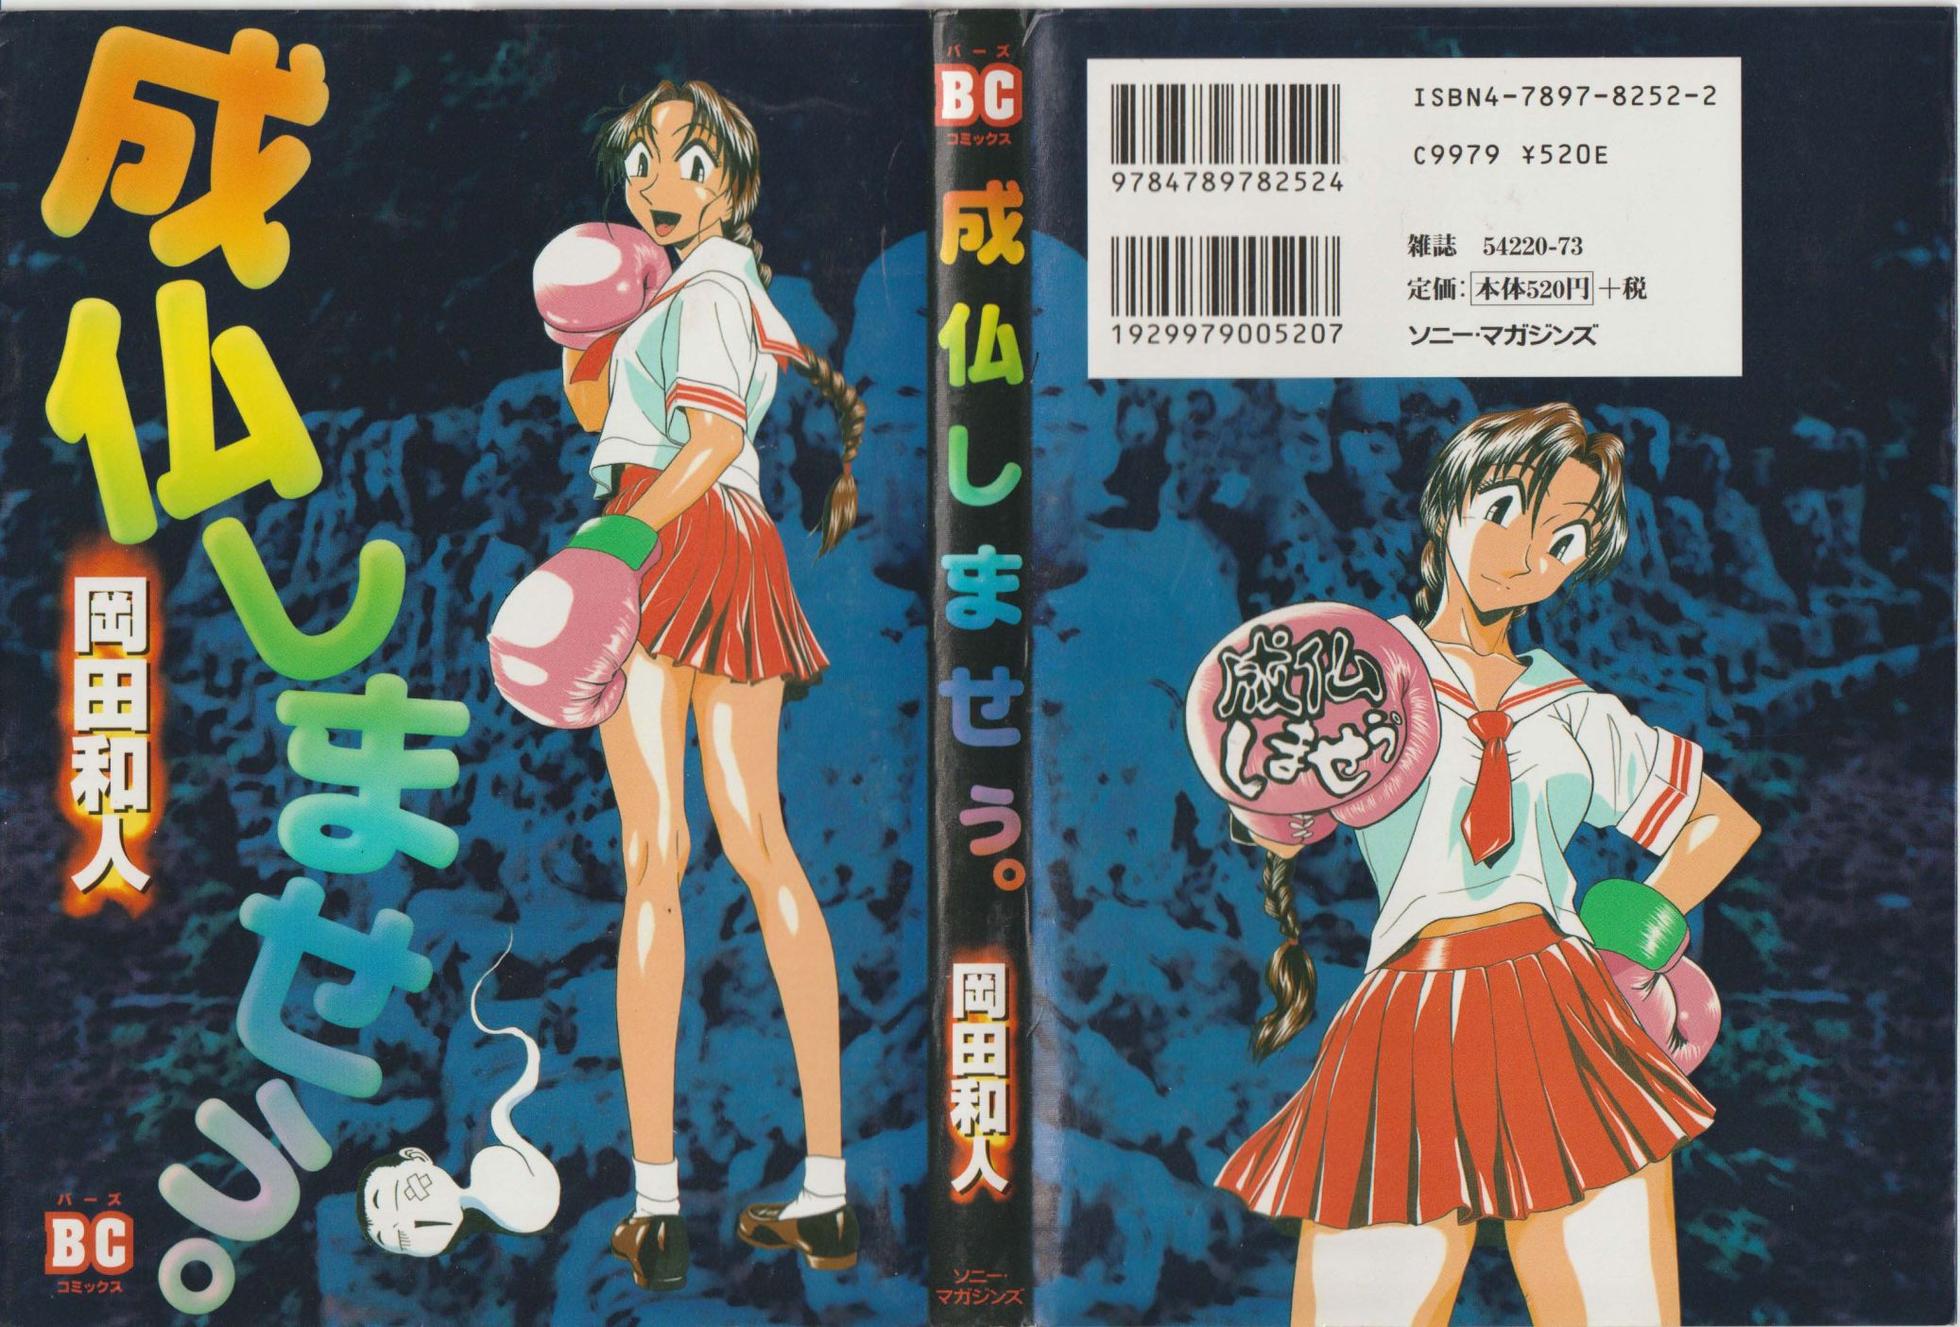 成仏しませう。
岡田和人
バーズ
BC
コミックス
バーズ
BC
コミックス
成仏しませう。
岡田和人
ソニー・
マガジンズ
9784789782524
1929979005207
ISBN4-7897-8252-2
C9979 ¥520E
雑誌 54220-73
定価:本体520円+税
ソニー・マガジンズ
成仏
しませう。